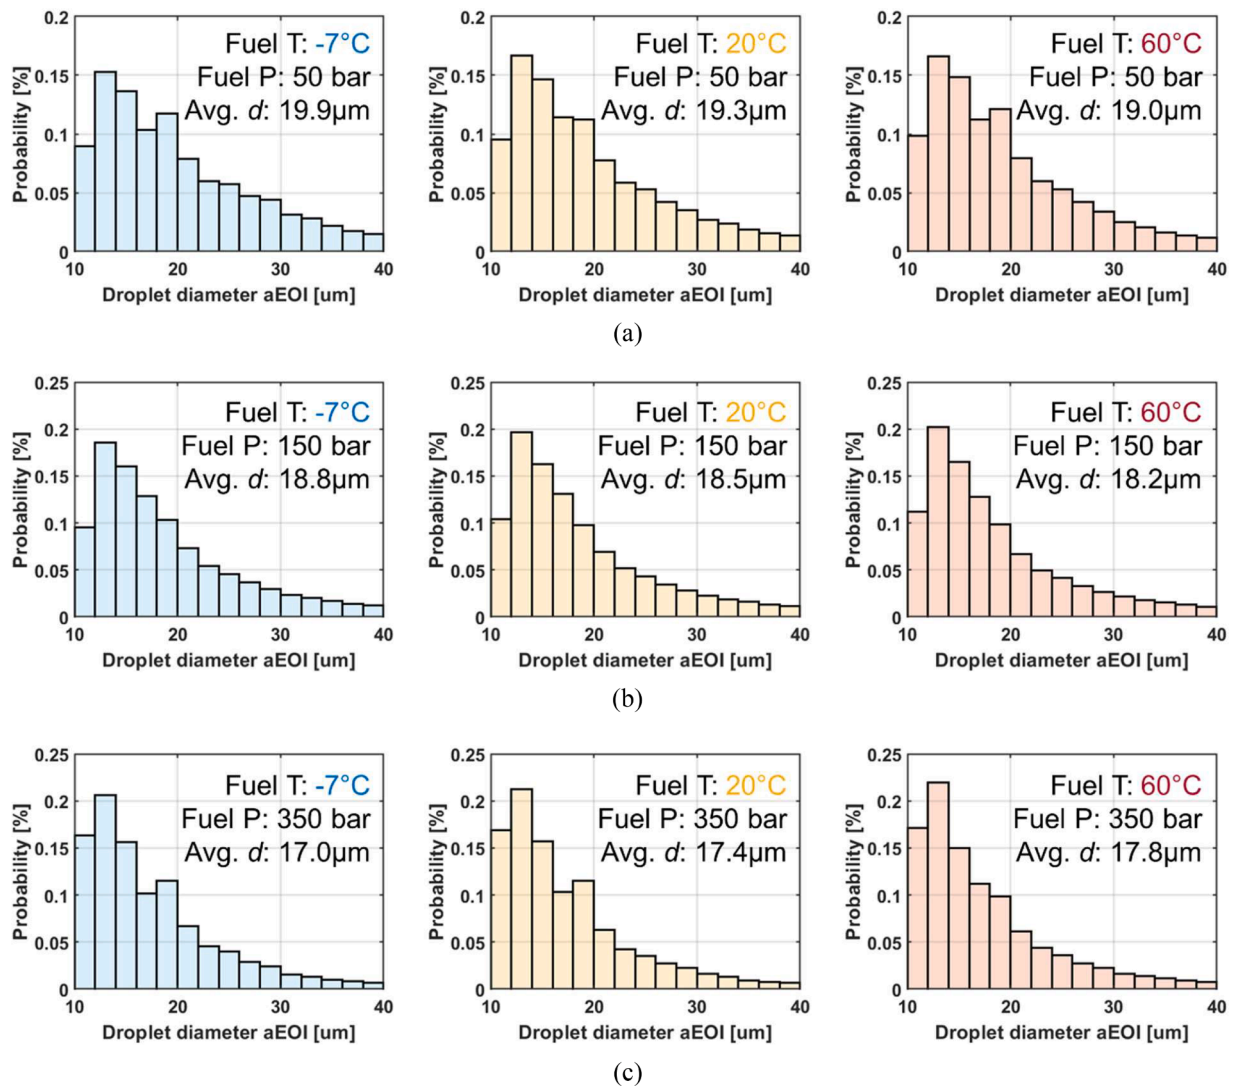 Probability [%]
0.2
0.15
0.1
0.05
0
Fuel T: -7°C
Fuel P: 50 bar
Avg. d: 19.9µm
10 20 30 40
Droplet diameter aEOI [um]
Probability [%]
0.2
0.15
0.1
0.05
0
Fuel T: 20°C
Fuel P: 50 bar
Avg. d: 19.3µm
10 20 30 40
Droplet diameter aEOI [um]
Probability [%]
0.2
0.15
0.1
0.05
0
Fuel T: 60°C
Fuel P: 50 bar
Avg. d: 19.0µm
10 20 30 40
Droplet diameter aEOI [um]
(a)
Probability [%]
0.25
0.2
0.15
0.1
0.05
0
Fuel T: -7°C
Fuel P: 150 bar
Avg. d: 18.8µm
10 20 30 40
Droplet diameter aEOI [um]
Probability [%]
0.25
0.2
0.15
0.1
0.05
0
Fuel T: 20°C
Fuel P: 150 bar
Avg. d: 18.5µm
10 20 30 40
Droplet diameter aEOI [um]
Probability [%]
0.25
0.2
0.15
0.1
0.05
0
Fuel T: 60°C
Fuel P: 150 bar
Avg. d: 18.2µm
10 20 30 40
Droplet diameter aEOI [um]
(b)
Probability [%]
0.25
0.2
0.15
0.1
0.05
0
Fuel T: -7°C
Fuel P: 350 bar
Avg. d: 17.0µm
10 20 30 40
Droplet diameter aEOI [um]
Probability [%]
0.25
0.2
0.15
0.1
0.05
0
Fuel T: 20°C
Fuel P: 350 bar
Avg. d: 17.4µm
10 20 30 40
Droplet diameter aEOI [um]
Probability [%]
0.25
0.2
0.15
0.1
0.05
0
Fuel T: 60°C
Fuel P: 350 bar
Avg. d: 17.8µm
10 20 30 40
Droplet diameter aEOI [um]
(c)